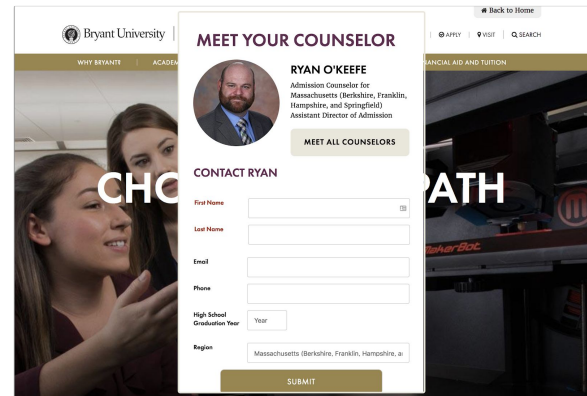 Back to Home
Bryant University
APPLY
VISIT
SEARCH
WHY BRYANT?
ACADEM
NANCIAL AID AND TUITION
MEET YOUR COUNSELOR
RYAN O'KEEFE
Admission Counselor for
Massachusetts (Berkshire, Franklin,
Hampshire, and Springfield)
Assistant Director of Admission
MEET ALL COUNSELORS
CHO
PATH
MakerBot
CONTACT RYAN
First Name
Last Name
Email
Phone
High School
Graduation Year
Year
Region
Massachusetts (Berkshire, Franklin, Hampshire, a
SUBMIT